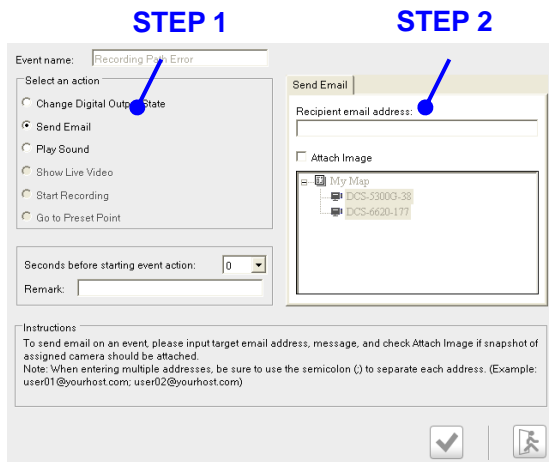 STEP 1
STEP 2
Event name: Recording Path Error
Select an action
Change Digital Output State
Send Email
Play Sound
Show Live Video
Start Recording
Go to Preset Point
Seconds before starting event action: 0
Remark:
Send Email
Recipient email address:
Attach Image
My Map
DCS-5300G-38
DCS-6620-177
Instructions
To send email on an event, please input target email address, message, and check Attach Image if snapshot of
assigned camera should be attached.
Note: When entering multiple addresses, be sure to use the semicolon (;) to separate each address. (Example:
user01@yourhost.com; user02@yourhost.com)